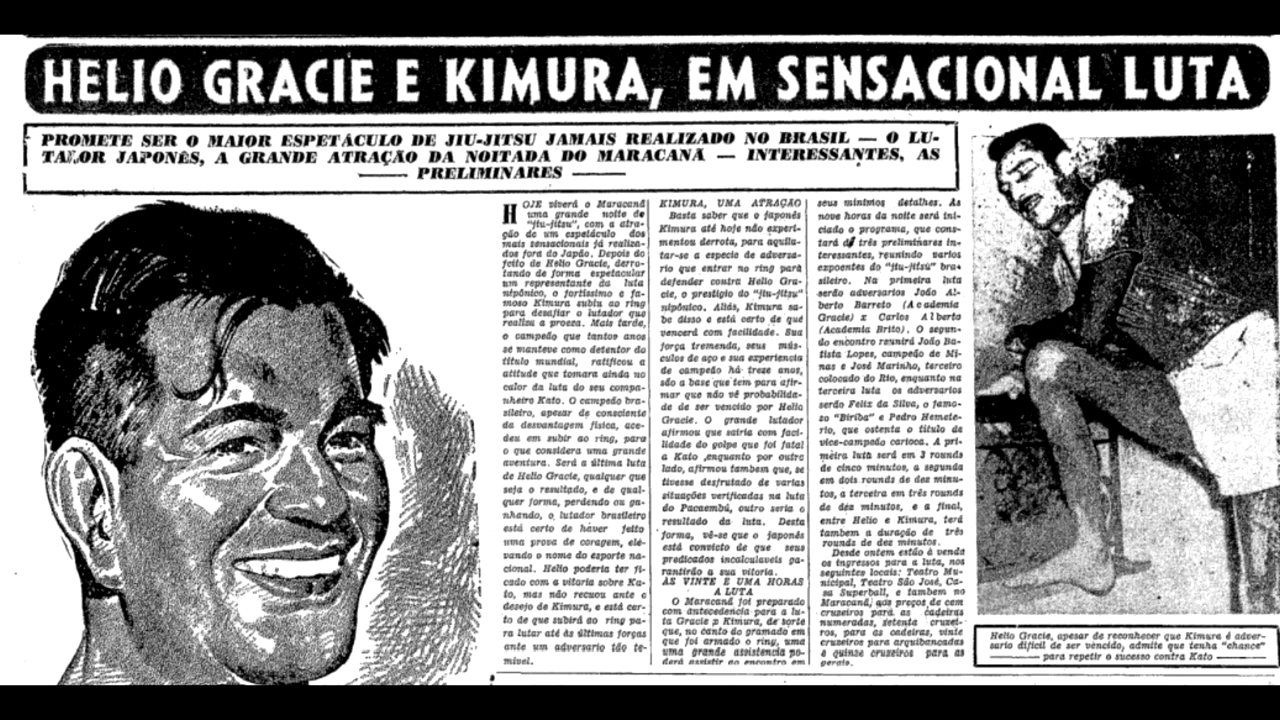 HELIO GRACIE E KIMURA, EM SENSACIONAL LUTA
PROMETE SER O MAIOR ESPETÁCULO DE JIU-JITSU JAMAIS REALIZADO NO BRASIL — O LU-
TADOR JAPONÊS, A GRANDE ATRAÇÃO DA NOITADA DO MARACANÃ — INTERESSANTES, AS
PRELIMINARES
HOJE viverá o Maracanã
uma grande noite de
"jiu-jitsu", com a atra-
ção de um espetáculo dos
mais sensacionais já realiza-
dos fora do Japão. Depois do
feito de Helio Gracie, derro-
tando de forma espetacular
um representante da luta
nipônica, o fortissimo e fa-
moso Kimura subiu ao ring
para desafiar o lutador que
realiza a proeza. Mais tarde,
o campeão que tantos anos
se manteve como detentor do
título mundial, ratificou a
atitude que tomara ainda no
calor da luta do seu compa-
nheiro Kato. O campeão bra-
sileiro, apesar de consciente
da desvantagem física, ace-
deu em subir ao ring, para
o que considera uma grande
aventura. Será a última luta
de Helio Gracie, qualquer que
seja o resultado, e de qual-
quer forma, perdendo ou ga-
nhando, o lutador brasileiro
está certo de háver feito
uma prova de coragem, ele-
vando o nome do esporte na-
cional. Helio poderia ter fi-
cado com a vitoria sobre Ka-
to, mas não recuou ante o
desejo de Kimura, e está cer-
to de que subirá ao ring pa-
ra lutar até às últimas forças
ante um adversario tão te-
mível.
KIMURA, UMA ATRAÇÃO
Basta saber que o japonês
Kimura até hoje não experi-
mentou derrota, para aquila-
tar-se a especie de adversa-
rio que entrar no ring para
defender contra Helio Gra-
cie, o prestigio do "jiu-jitsu"
nipônico. Aliás, Kimura sa-
be disso e está certo de que
vencerá com facilidade. Sua
força tremenda, seus mús-
culos de aço e sua experiencia
de campeão há treze anos,
são a base que tem para afir-
mar que não vê probabilida-
de de ser vencido por Helio
Gracie. O grande lutador
afirmou que sairia com faci-
lidade do golpe que foi fatal
a Kato ,enquanto por outro
lado, afirmou tambem que, se
tivesse desfrutado de varias
situações verificadas na luta
do Pacaembú, outro seria o
resultado da luta. Desta
forma, vê-se que o japonês
está convicto de que seus
predicados incalculaveis ga-
rantirão a sua vitoria.
ÀS VINTE E UMA HORAS
A LUTA
O Maracanã foi preparado
com antecedencia para a lu-
ta Gracie p Kimura, de sorte
que, no canto do gramado em
que foi armado o ring, uma
uma grande assistencia po-
derá assistir ao encontro em
seus minimos detalhes. As
nove horas da noite será ini-
ciado o programa, que cons-
tará de três preliminares in-
teressantes, reunindo varios
expoentes do "jiu-jitsu" bra-
sileiro. Na primeira luta
serão adversarios João Al-
berto Barreto (Academia
Gracie) x Carlos Alberto
(Academia Brito). O segun-
do encontro reunirá João Ba-
tista Lopes, campeão de Mi-
nas e José Marinho, terceiro
colocado do Rio, enquanto na
terceira luta os adversarios
serão Felix da Silva, o famo-
so "Biriba" e Pedro Hemete-
rio, que ostenta o título de
vice-campeão carioca. A pri-
meira luta será em 3 rounds
de cinco minutos, a segunda
em dois rounds de dez minu-
tos, a terceira em três rounds
de dez minutos, e a final,
entre Helio e Kimura, terá
tambem a duração de três
rounds de dez minutos.
Desde ontem estão à venda
os ingressos para a luta, nos
seguintes locais: Teatro Mu-
nicipal, Teatro São José, Ca-
sa Superball, e tambem no
Maracanã, aos preços de cem
cruzeiros para as cadeiras
numeradas, setenta cruzei-
ros, para as cadeiras, vinte
cruzeiros para arquibancadas
e quinze cruzeiros para as
gerais.
Helio Gracie, apesar de reconhecer que Kimura é adver-
sario dificil de ser vencido, admite que tenha "chance"
para repetir o sucesso contra Kato